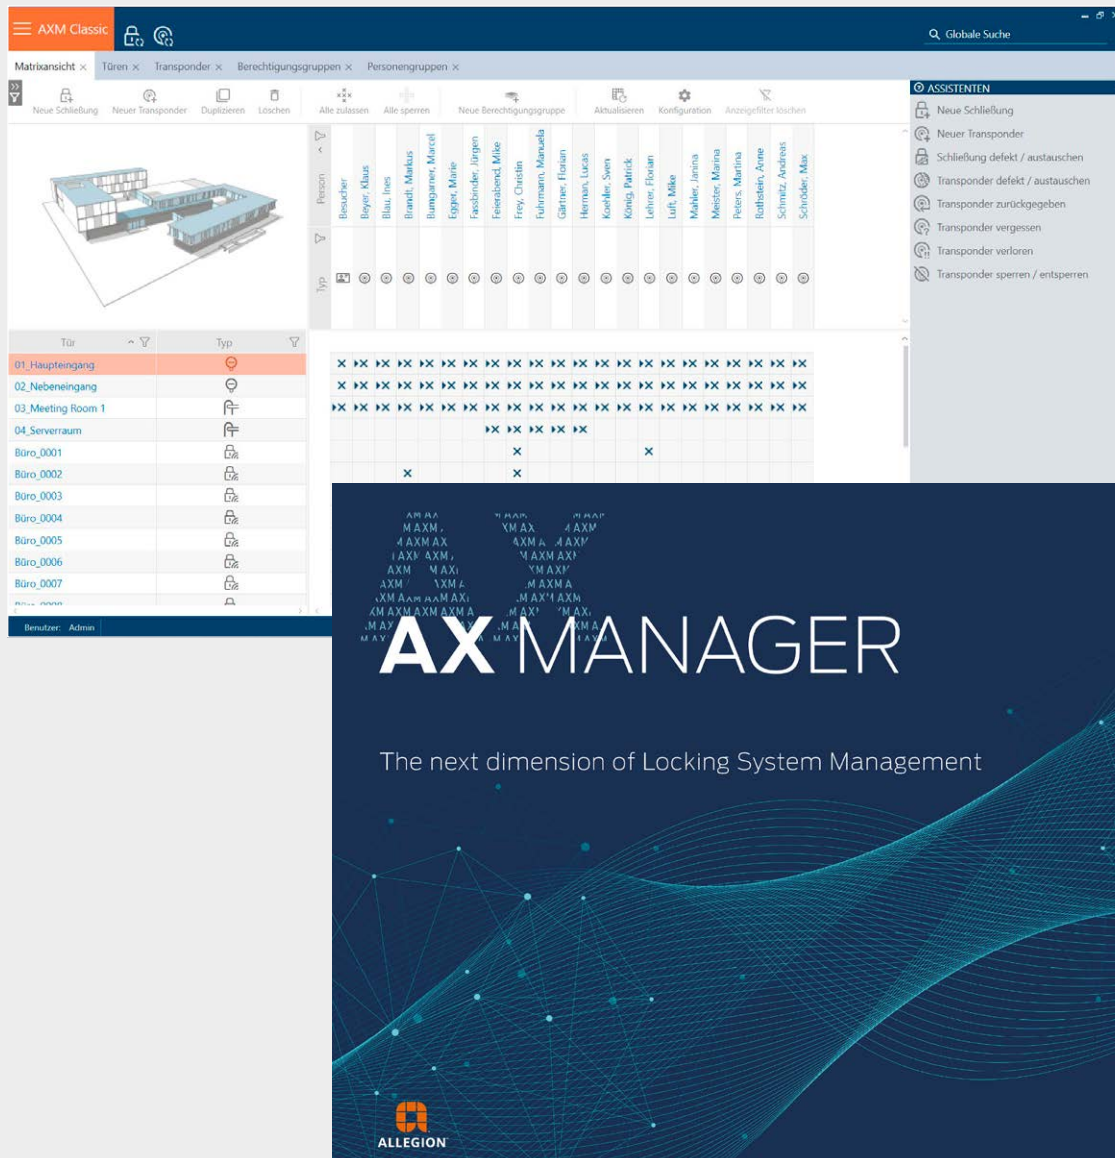 AXM Classic
Globale Suche
Matrixansicht × Türen × Transponder × Berechtigungsgruppen × Personengruppen ×
Neue Schließung Neuer Transponder Duplizieren Löschen Alle zulassen Alle sperren Neue Berechtigungsgruppe Aktualisieren Konfiguration Anzeigefilter löschen
ASSISTENTEN
Neue Schließung
Neuer Transponder
Schließung defekt / austauschen
Transponder defekt / austauschen
Transponder zurückgegeben
Transponder vergessen
Transponder verloren
Transponder sperren / entsperren
Person
Besucher
Beyer, Klaus
Blau, Ines
Brandt, Markus
Bumgarner, Marcel
Egger, Marie
Fassbinder, Jürgen
Feierabend, Mike
Frey, Christin
Fuhrmann, Manuela
Gärtner, Florian
Herman, Lucas
Koehler, Sven
König, Patrick
Lehrer, Florian
Luft, Mike
Mahler, Janina
Meister, Marina
Peters, Martina
Rothstein, Anne
Schmitz, Andreas
Schröder, Max
Typ
Tür Typ
01_Haupteingang
02_Nebeneingang
03_Meeting Room 1
04_Serverraum
Büro_0001
Büro_0002
Büro_0003
Büro_0004
Büro_0005
Büro_0006
Büro_0007
Benutzer: Admin
AX MANAGER
The next dimension of Locking System Management
ALLEGION